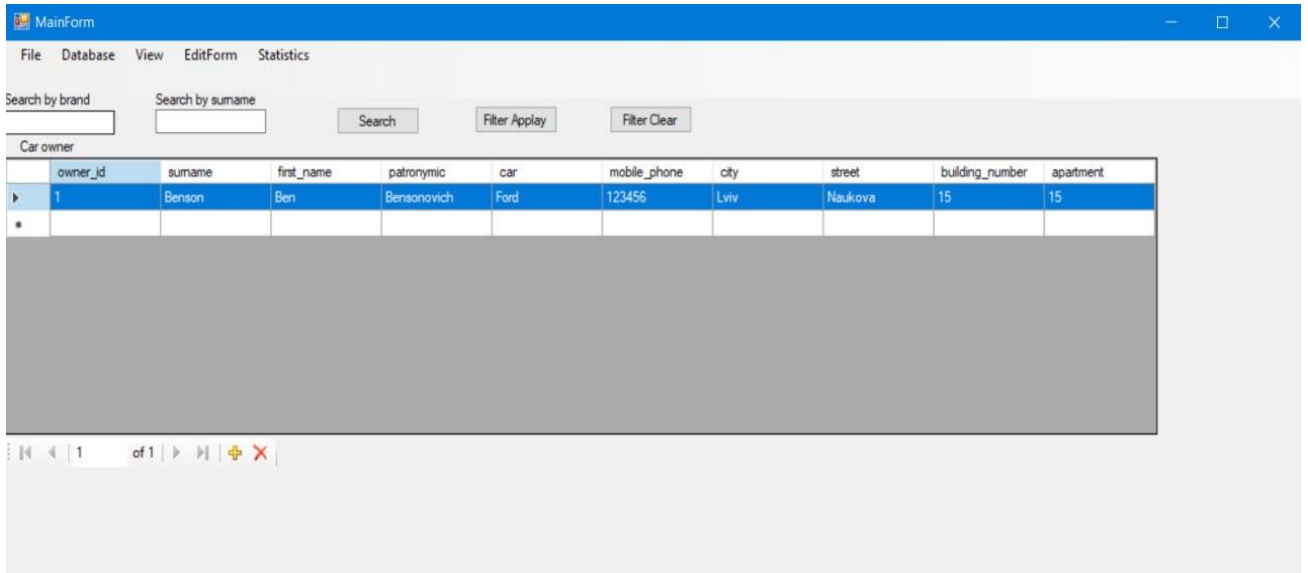 MainForm
File Database View EditForm Statistics
Search by brand Search by surname
Search Filter Applay Filter Clear
Car owner
owner_id surname first_name patronymic car mobile_phone city street building_number apartment
1 Benson Ben Bensonovich Ford 123456 Lviv Naukova 15 15
1 of 1